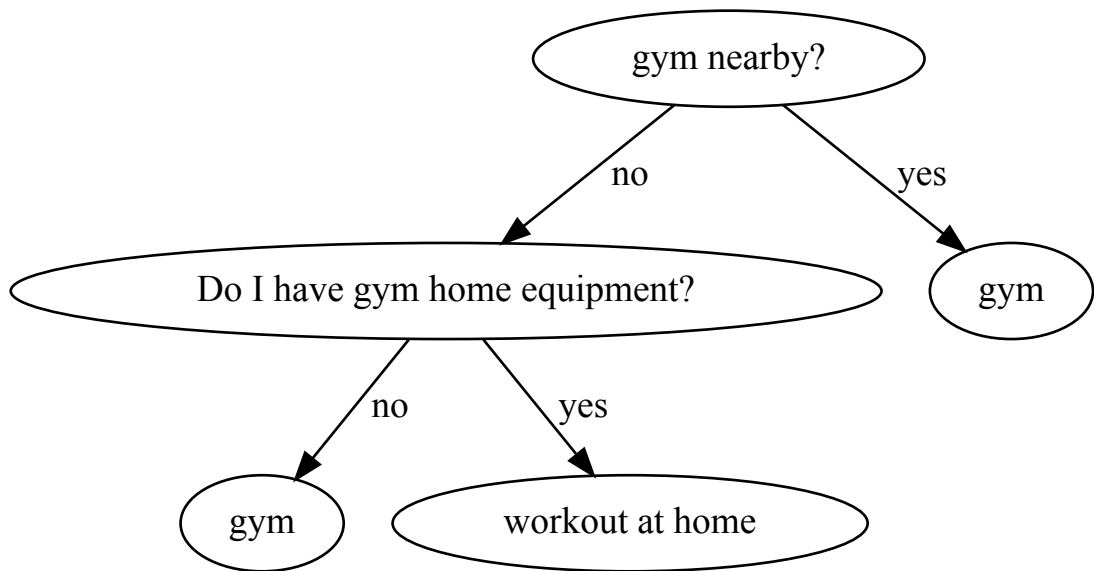 gym nearby?
no
yes
Do I have gym home equipment?
gym
no
yes
gym
workout at home